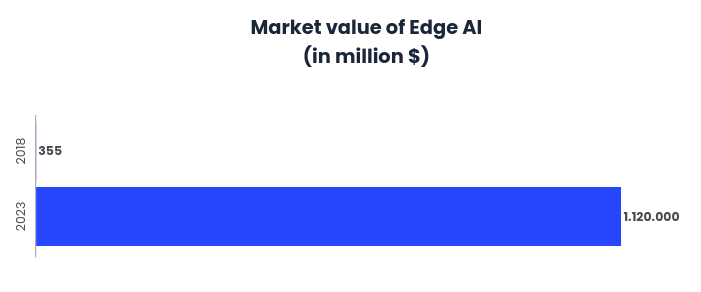 Market value of Edge AI
(in million $)
2018
355
2023
1.120.000